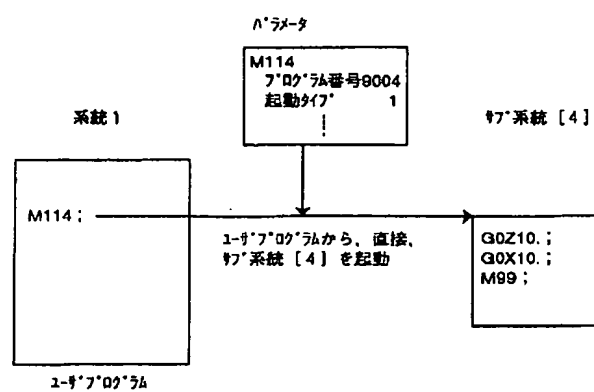 ﾊﾟﾗﾒｰﾀ
M114
ﾌﾟﾛｸﾞﾗﾑ番号9004
起動ﾀｲﾌﾟ 1
系統1
ｻﾌﾞ系統［4］
M114；
ﾕｰｻﾞﾌﾟﾛｸﾞﾗﾑから、直接、
ｻﾌﾞ系統［4］を起動
G0Z10.；
G0X10.；
M99；
ﾕｰｻﾞﾌﾟﾛｸﾞﾗﾑ